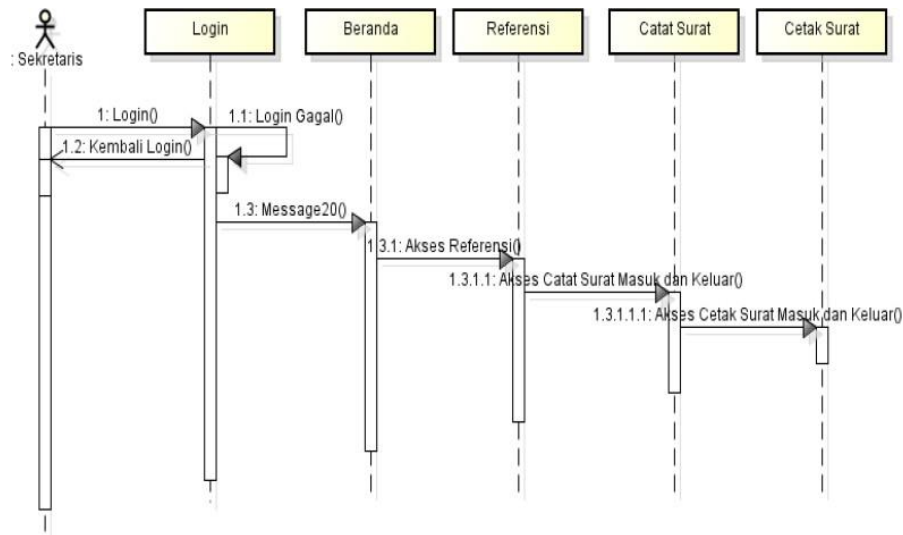 Login
Beranda
Referensi
Catat Surat
Cetak Surat
: Sekretaris
1: Login()
1.1: Login Gagal()
1.2: Kembali Login()
1.3: Message20()
1.3.1: Akses Referensi()
1.3.1.1: Akses Catat Surat Masuk dan Keluar()
1.3.1.1.1: Akses Cetak Surat Masuk dan Keluar()